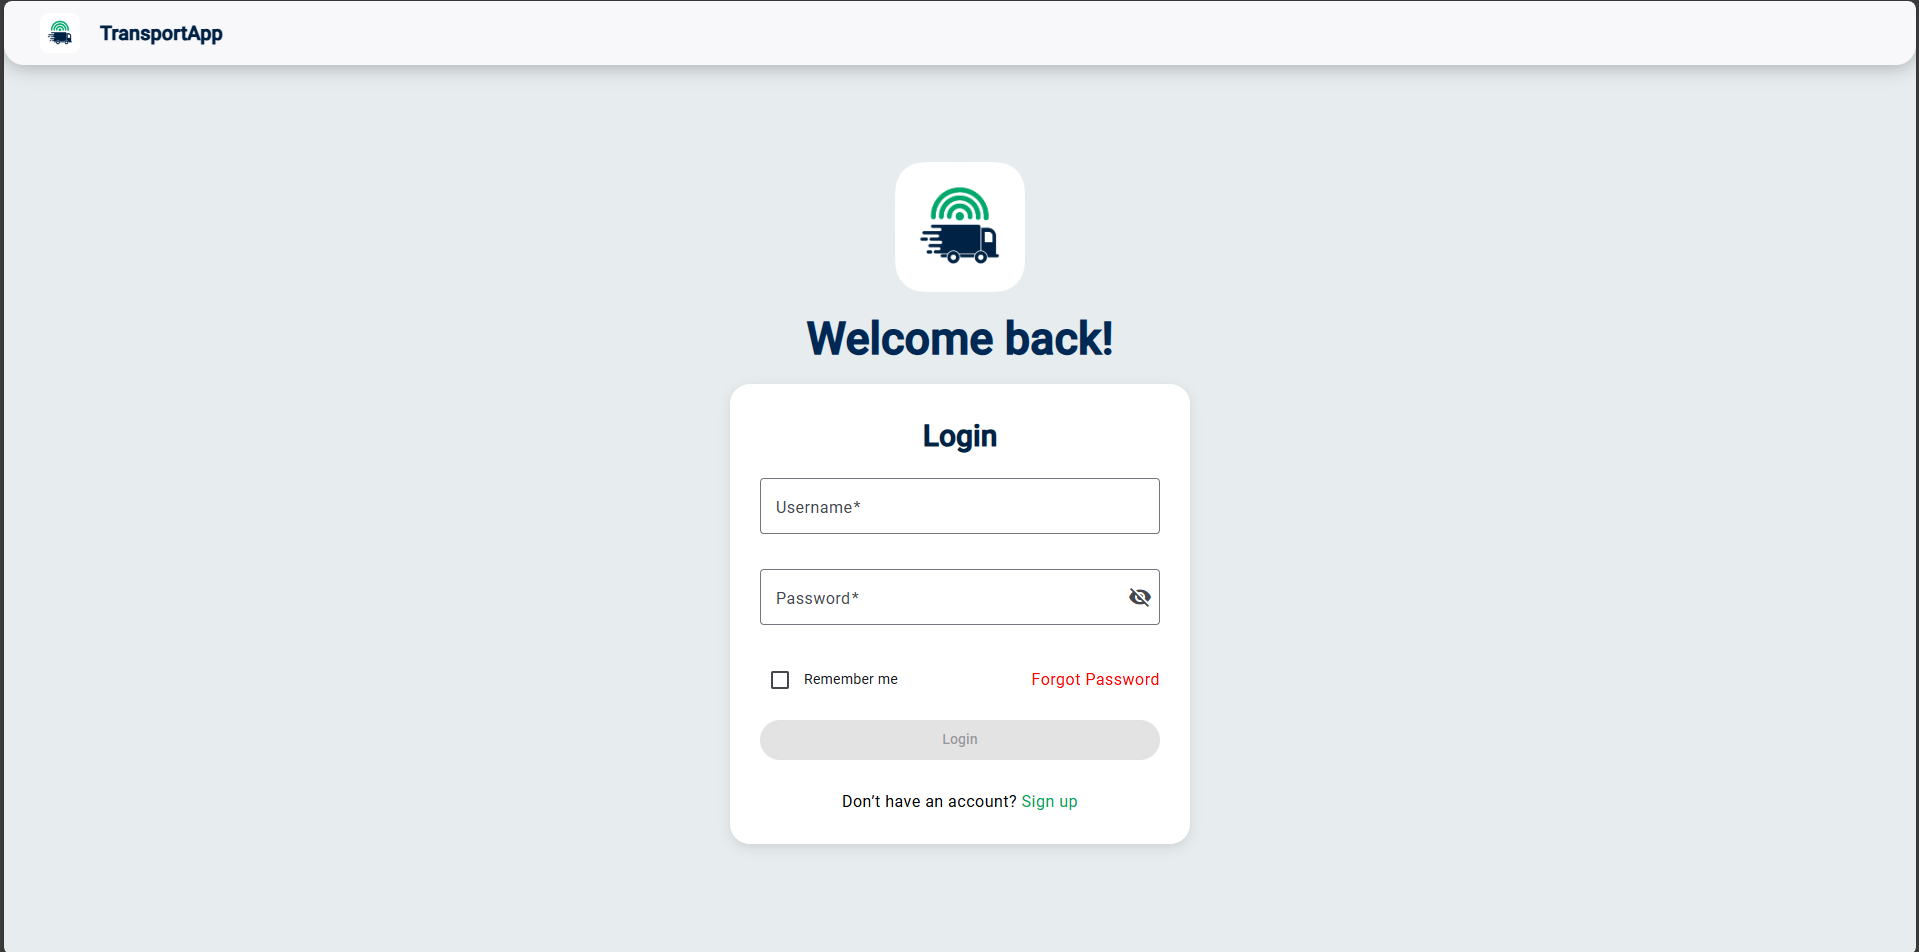 TransportApp
Welcome back!
Login
Username*
Password*
Remember me
Forgot Password
Login
Don’t have an account? Sign up